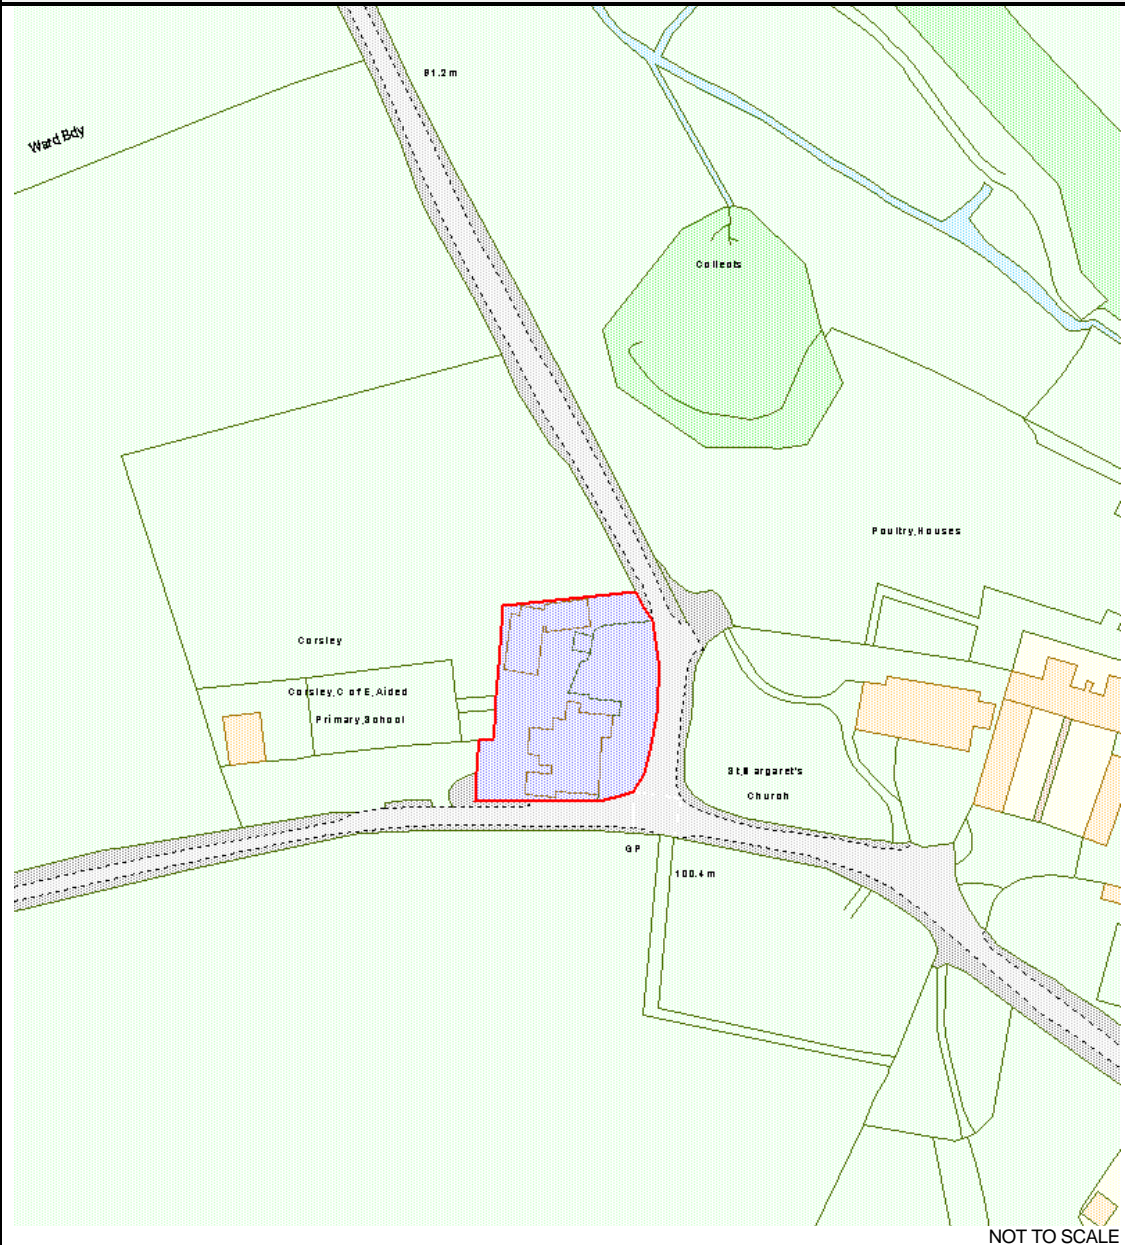 91.2m
Ward Bdy
Colleots
Poultry Houses
Corsley
Corsley C of E Aided
Primary School
St Margaret's
Church
GP
100.4m
NOT TO SCALE